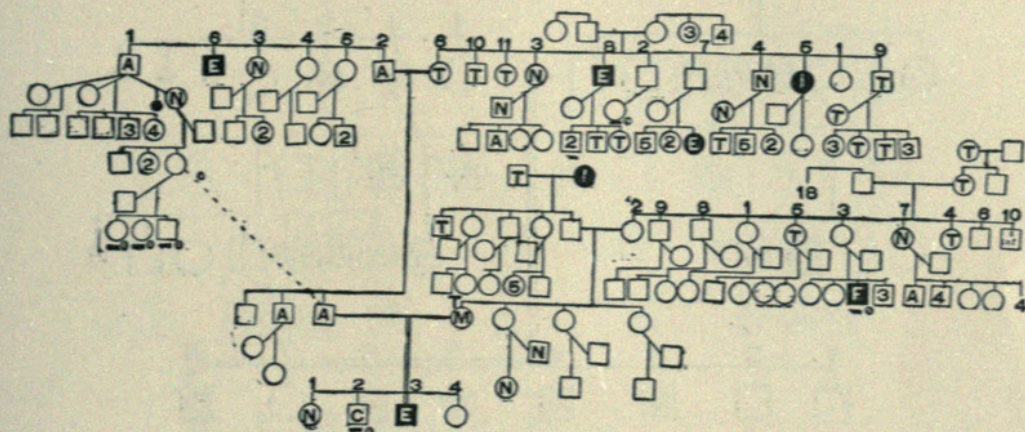 3 4
1 6 3 4 5 2 6 10 11 3 8 2 7 4 5 1 9
A E N A T T T N E N T
N N N T
3 4 2 2 A 2 T T 5 2 E T 5 2 3 T T 3
2 T T
T 18 T
2 9 8 1 5 3 7 4 6 10
T T N T
5 E 3 A 4 4
A A T
M
N
1 2 3 4 N
N C E